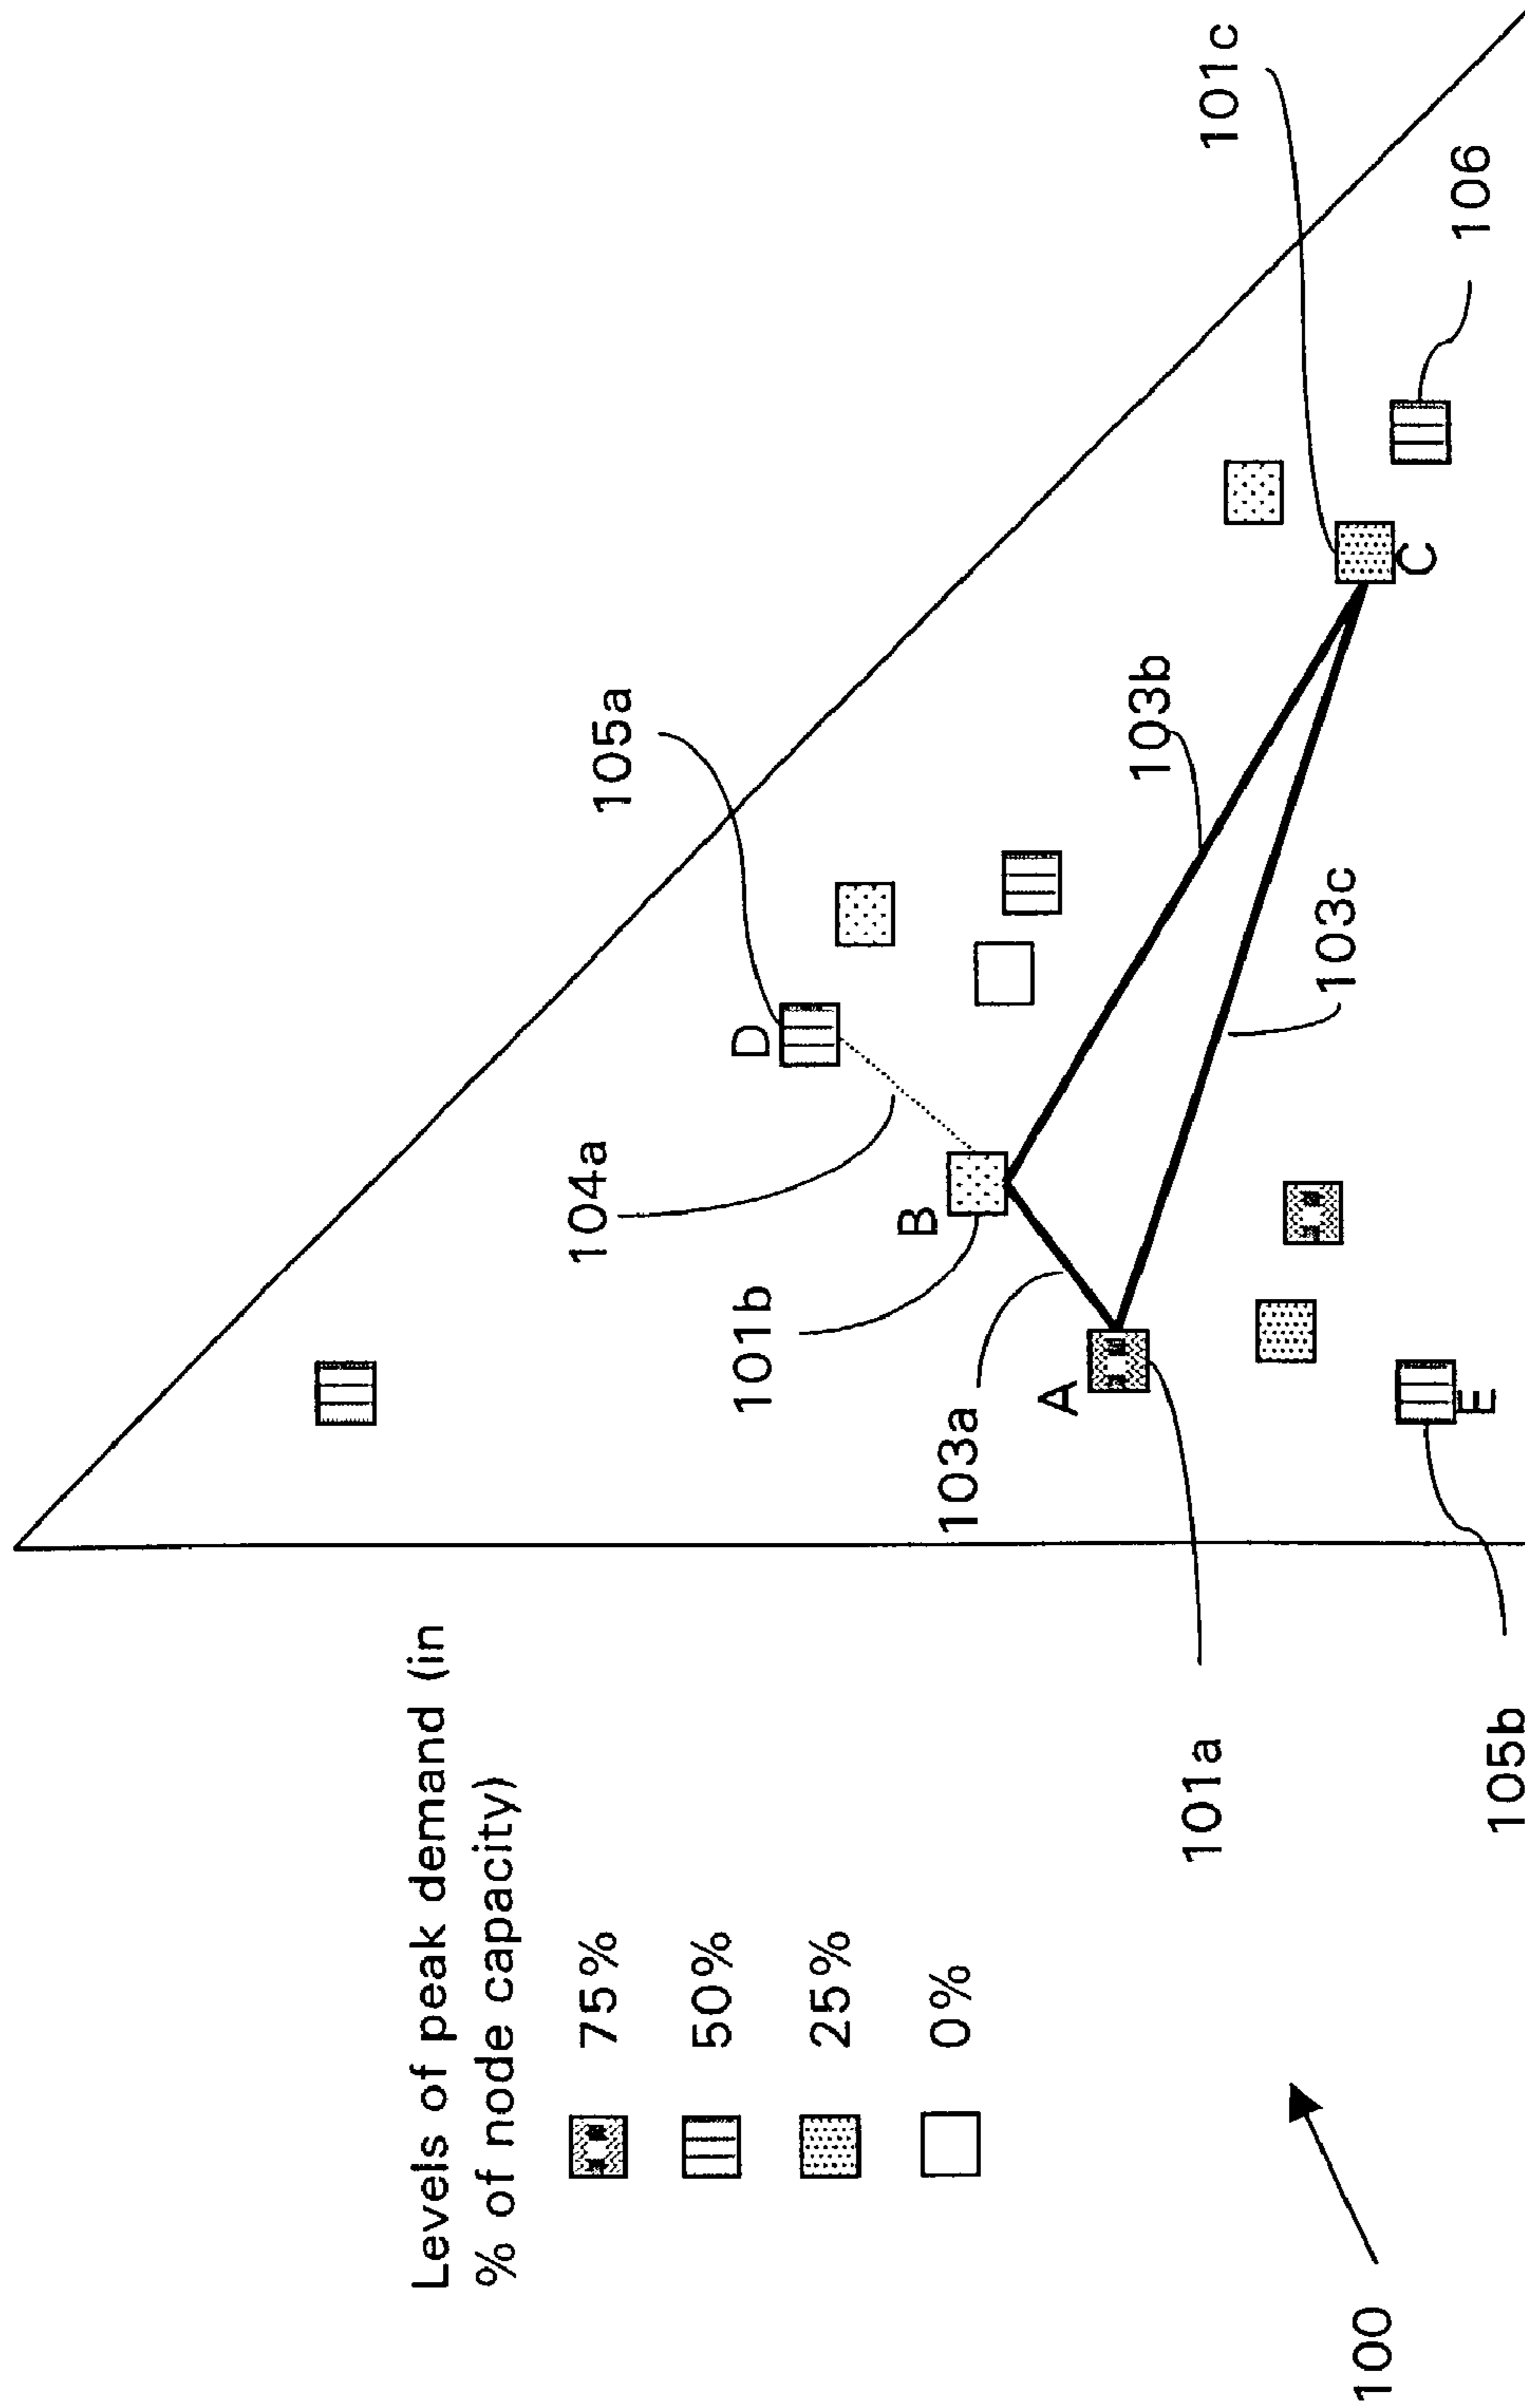 Levels of peak demand (in
% of node capacity)
75%
50%
25%
0%
100
101a
105b
103a
A
E
101b
B
104a
D
105a
103c
103b
C
101c
106